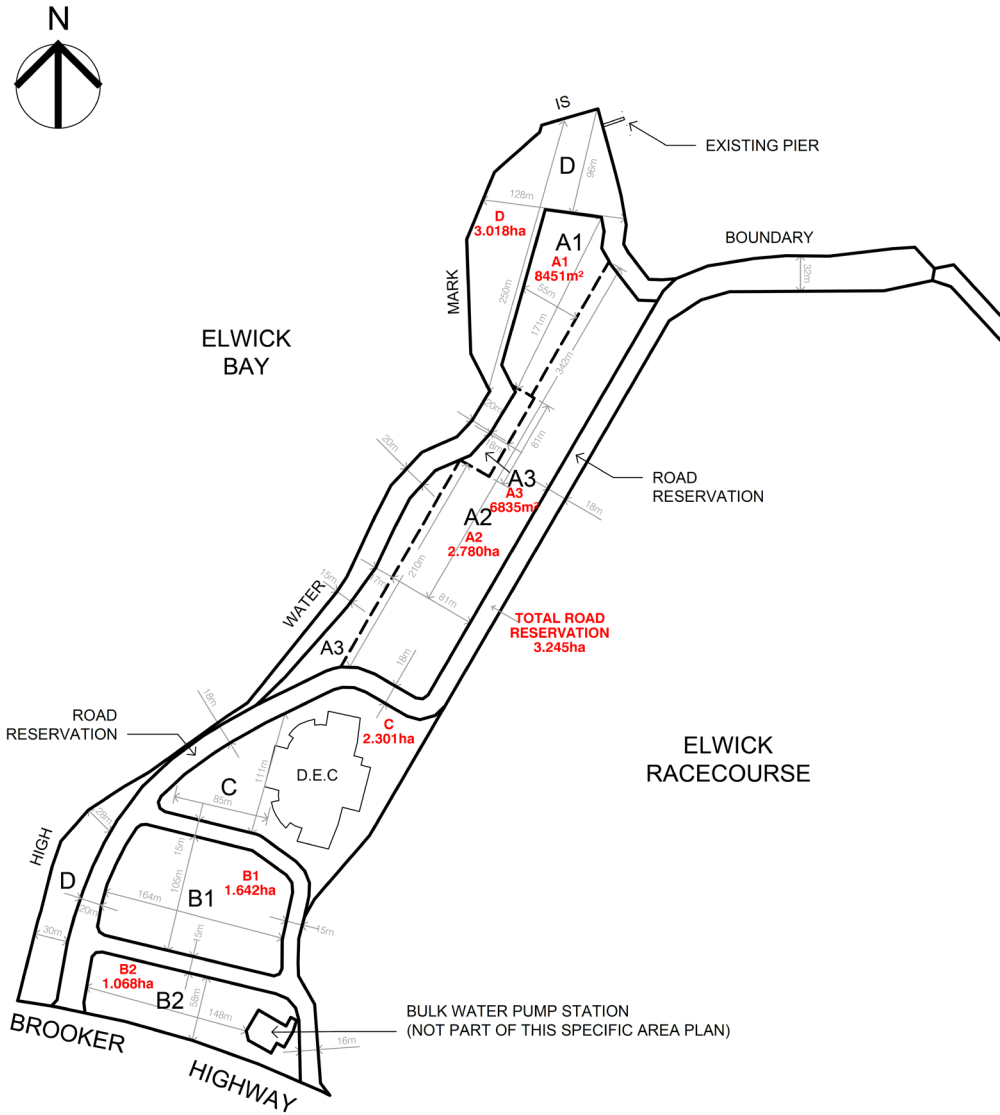 N
IS
EXISTING PIER
D
96m
128m
D
3.018ha
BOUNDARY
A1
A1
8451m²
32m
MARK
250m
55m
171m
ELWICK
BAY
342m
20m
81m
20m
18m
A3
ROAD
RESERVATION
A3
6835m²
18m
A2
A2
2.780ha
210m
15m
17m
81m
WATER
TOTAL ROAD
RESERVATION
3.245ha
A3
18m
18m
ROAD
RESERVATION
C
2.301ha
ELWICK
RACECOURSE
111m
D.E.C
C
85m
28m
HIGH
15m
105m
D
B1
1.642ha
164m
B1
20m
30m
15m
15m
B2
1.068ha
B2
58m
148m
BULK WATER PUMP STATION
(NOT PART OF THIS SPECIFIC AREA PLAN)
16m
BROOKER
HIGHWAY